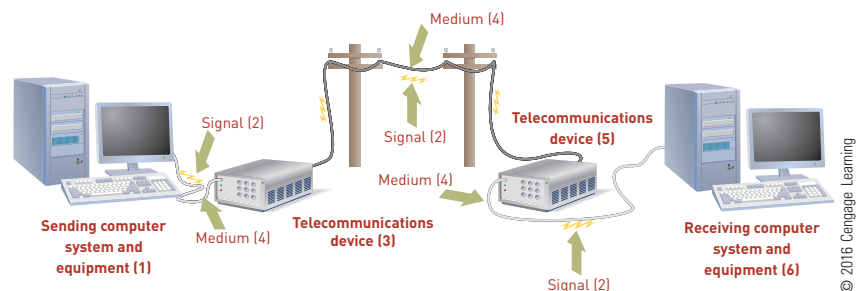 Medium (4)
Signal (2)
Signal (2)
Telecommunications
device (5)
Medium (4)
Sending computer
system and
equipment (1)
Medium (4)
Telecommunications
device (3)
Signal (2)
Receiving computer
system and
equipment (6)
© 2016 Cengage Learning